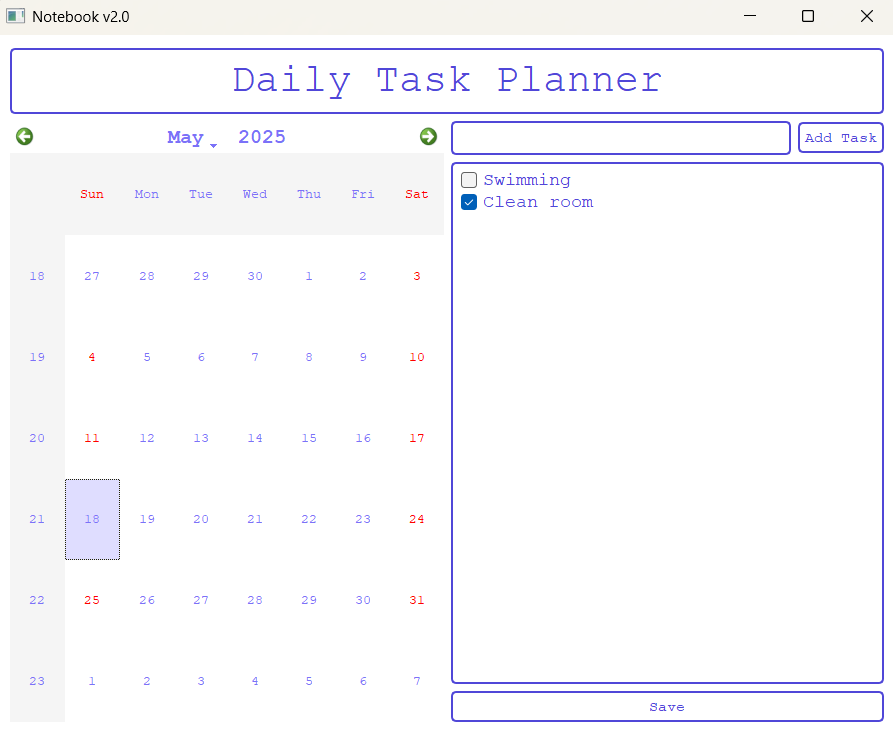 Notebook v2.0
Daily Task Planner
May 2025
Add Task
Sun Mon Tue Wed Thu Fri Sat
18 27 28 29 30 1 2 3
19 4 5 6 7 8 9 10
20 11 12 13 14 15 16 17
21 18 19 20 21 22 23 24
22 25 26 27 28 29 30 31
23 1 2 3 4 5 6 7
Swimming
Clean room
Save